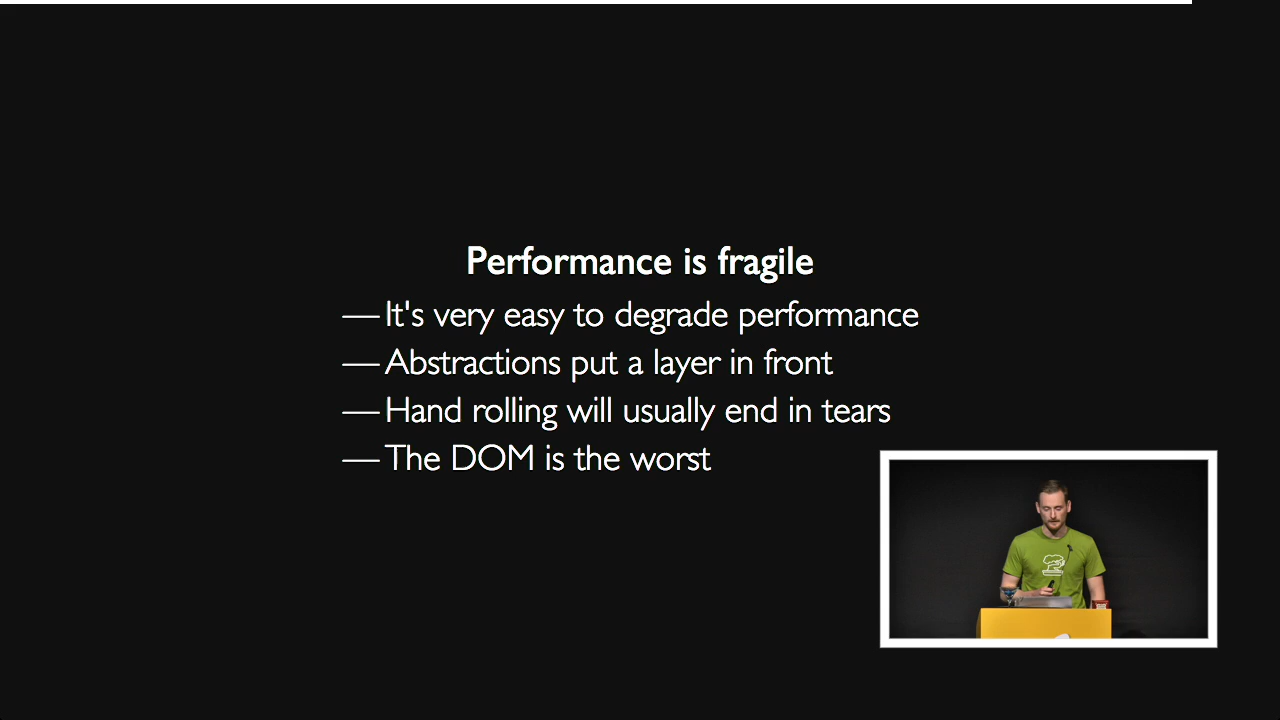 Performance is fragile
— It's very easy to degrade performance
— Abstractions put a layer in front
— Hand rolling will usually end in tears
— The DOM is the worst